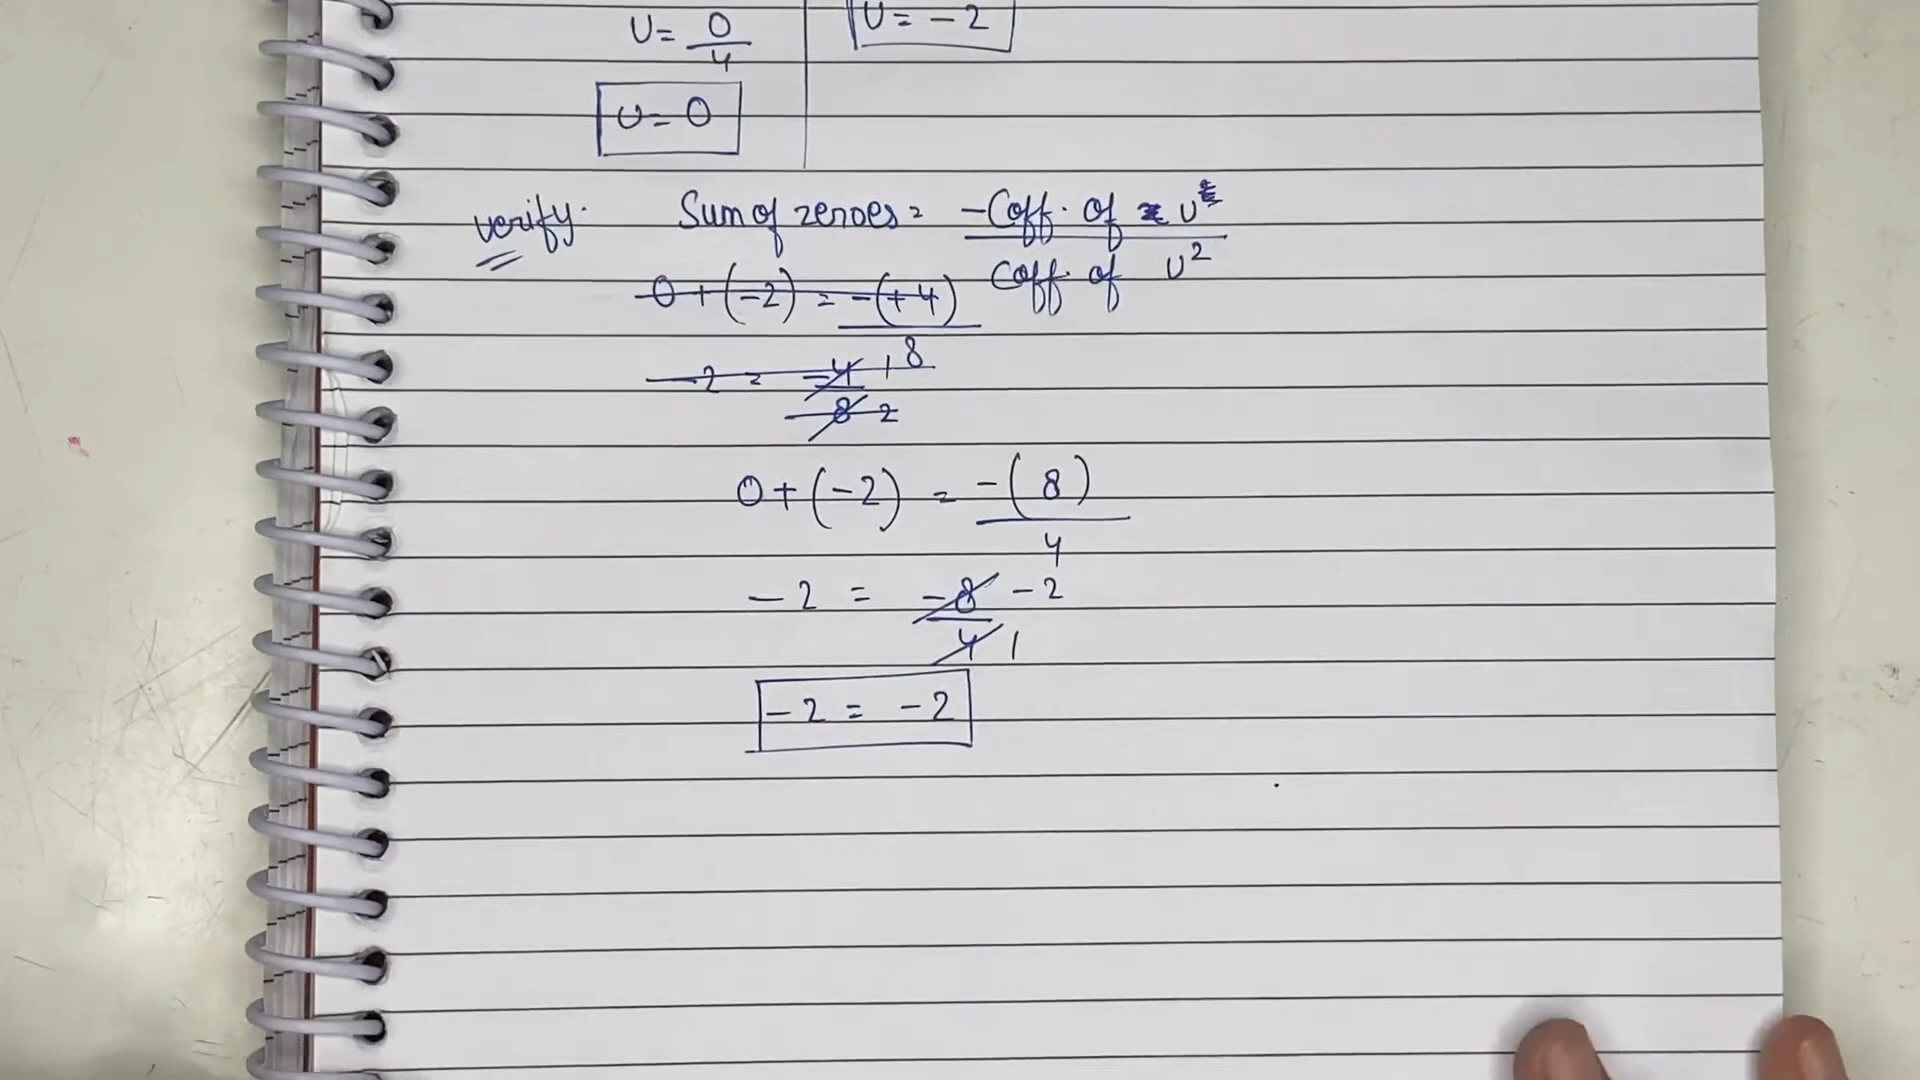 U = 0/4
U = -2
U = 0
verify. Sum of zeroes = -Coff. of U
Coff. of U²
0 + (-2) = -(+4)
8
-2 = -4 1
8 2
0 + (-2) = -(8)
4
-2 = -8 -2
4 1
-2 = -2